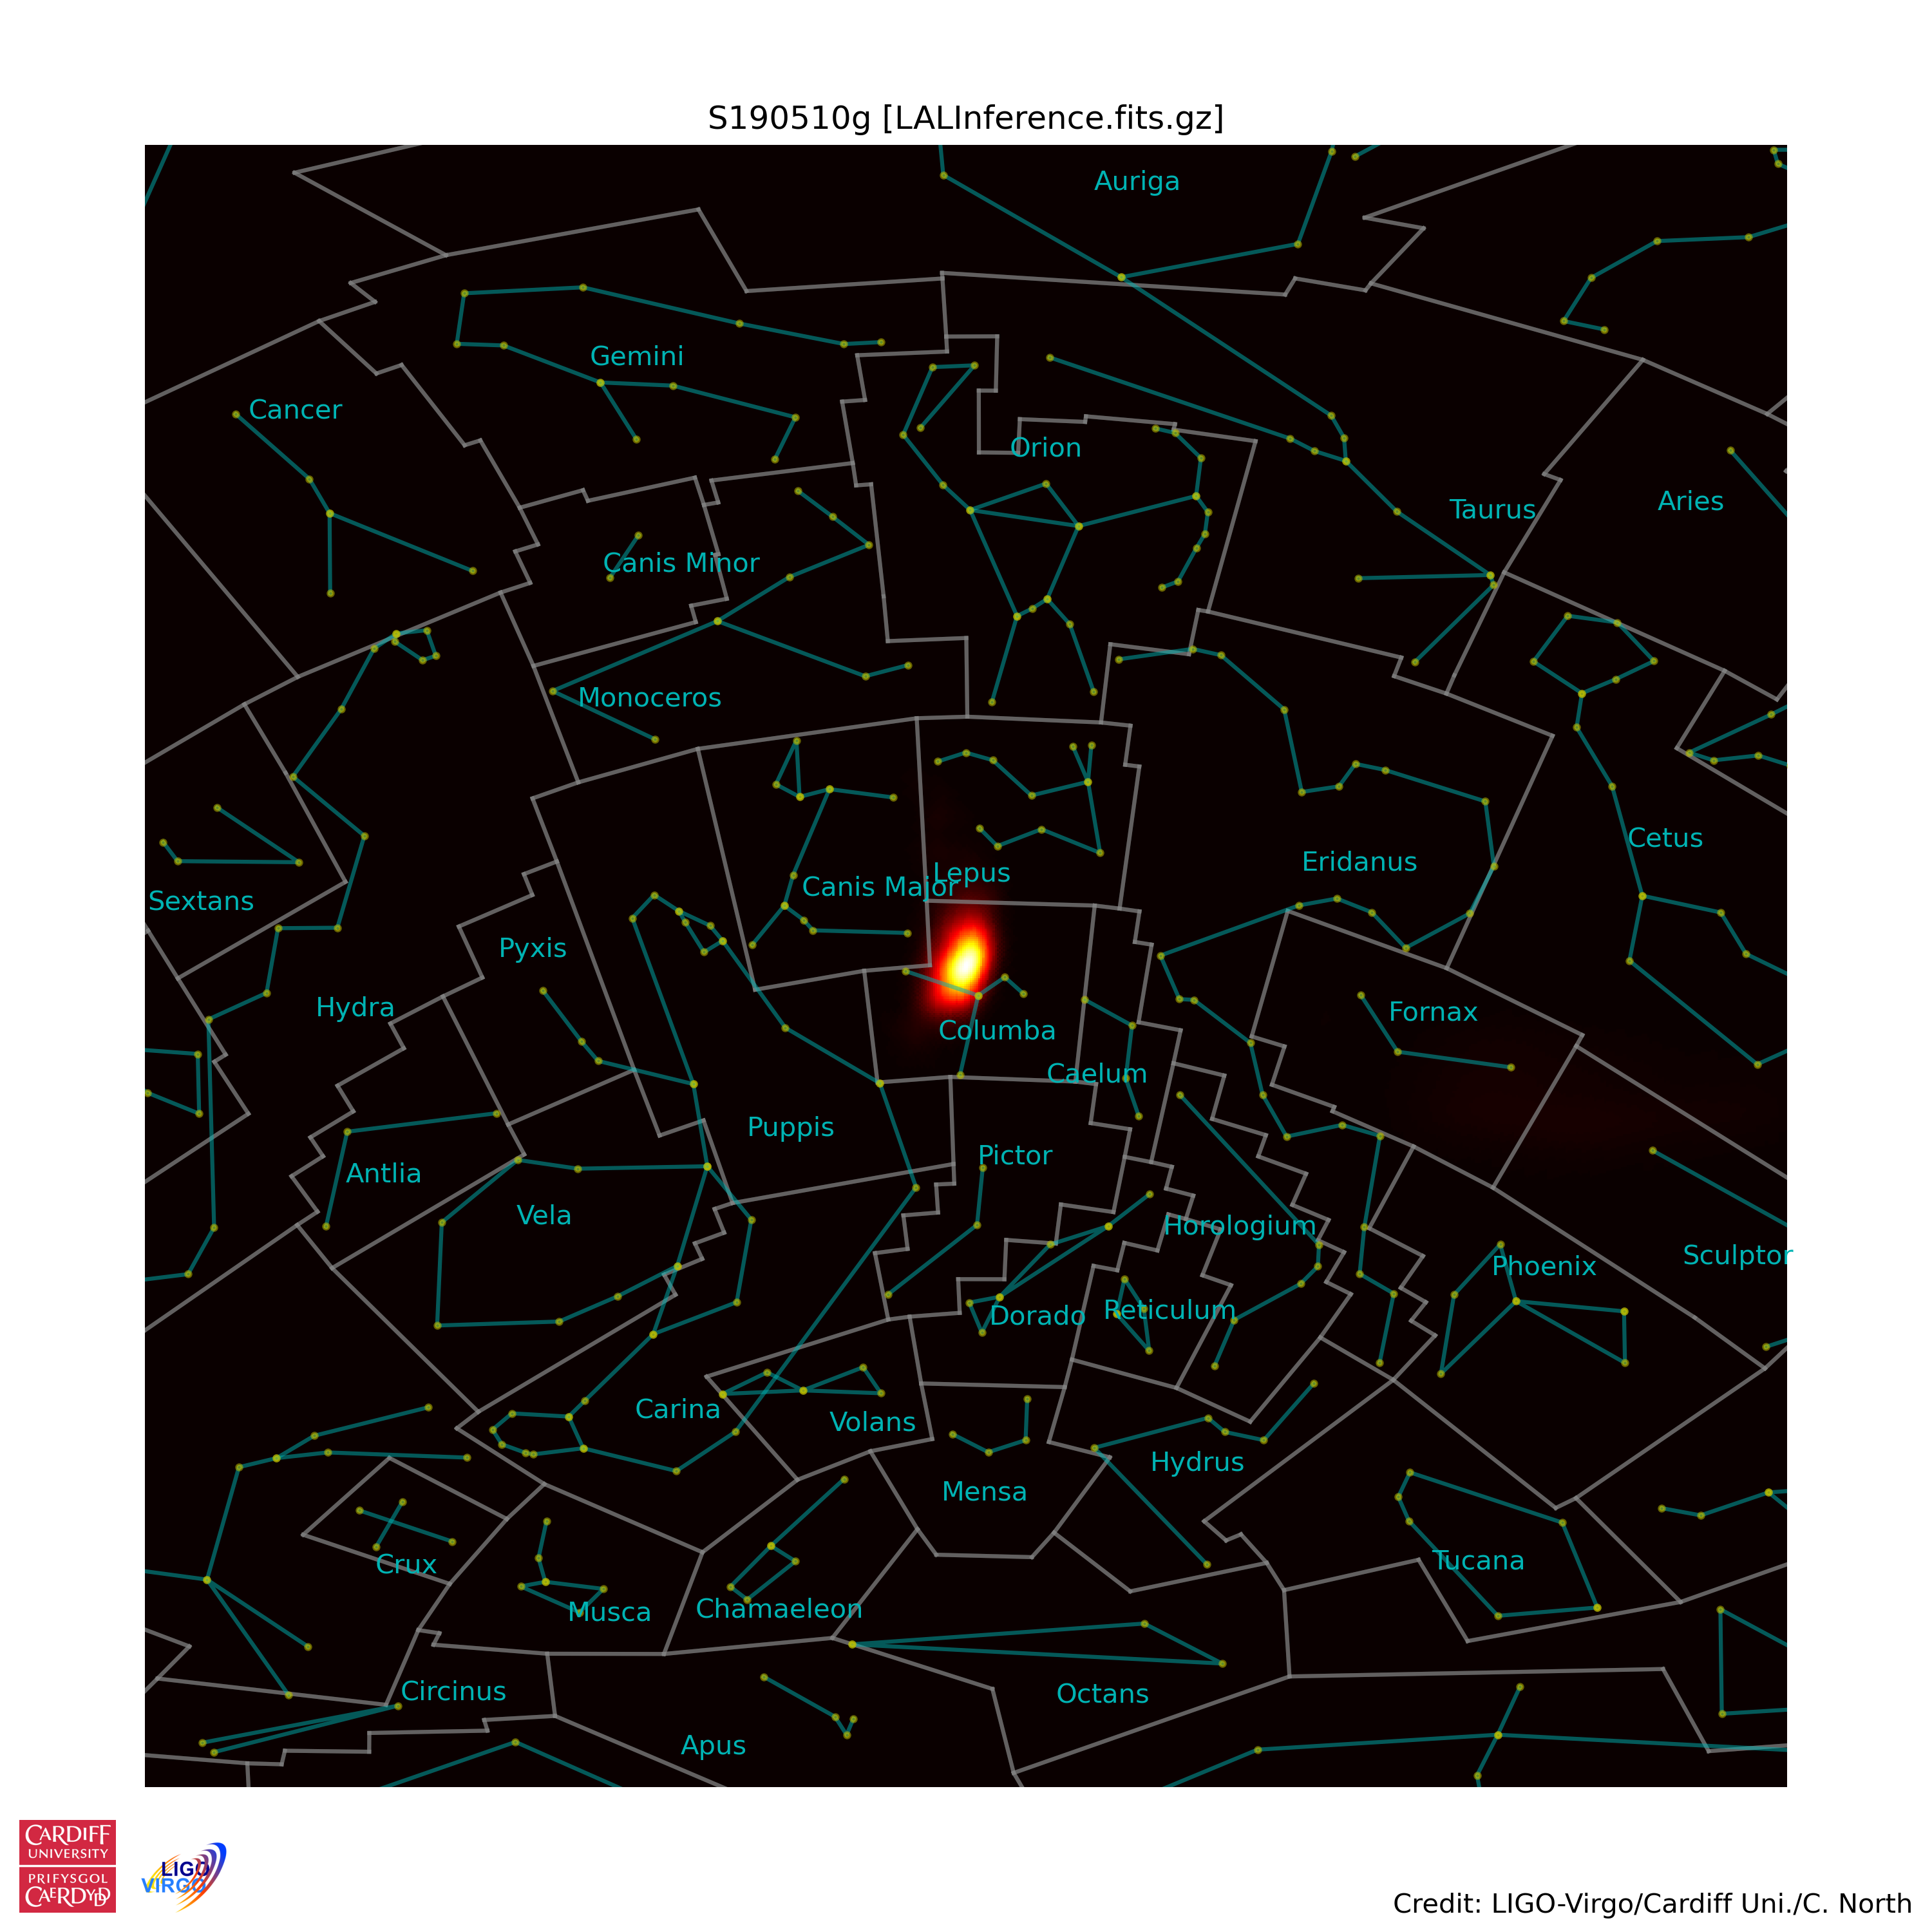 S190510g [LALInference.fits.gz]
Auriga
Gemini
Cancer
Orion
Aries
Taurus
Canis Minor
Monoceros
Cetus
Eridanus
Lepus
Canis Major
Sextans
Pyxis
Hydra
Fornax
Columba
Caelum
Puppis
Pictor
Antlia
Vela
Horologium
Sculptor
Phoenix
Reticulum
Dorado
Carina
Volans
Hydrus
Mensa
Tucana
Crux
Chamaeleon
Musca
Circinus
Octans
Apus
CARDIFF
UNIVERSITY
PRIFYSGOL
CAERDYDD
LIGO
VIRGO
Credit: LIGO-Virgo/Cardiff Uni./C. North